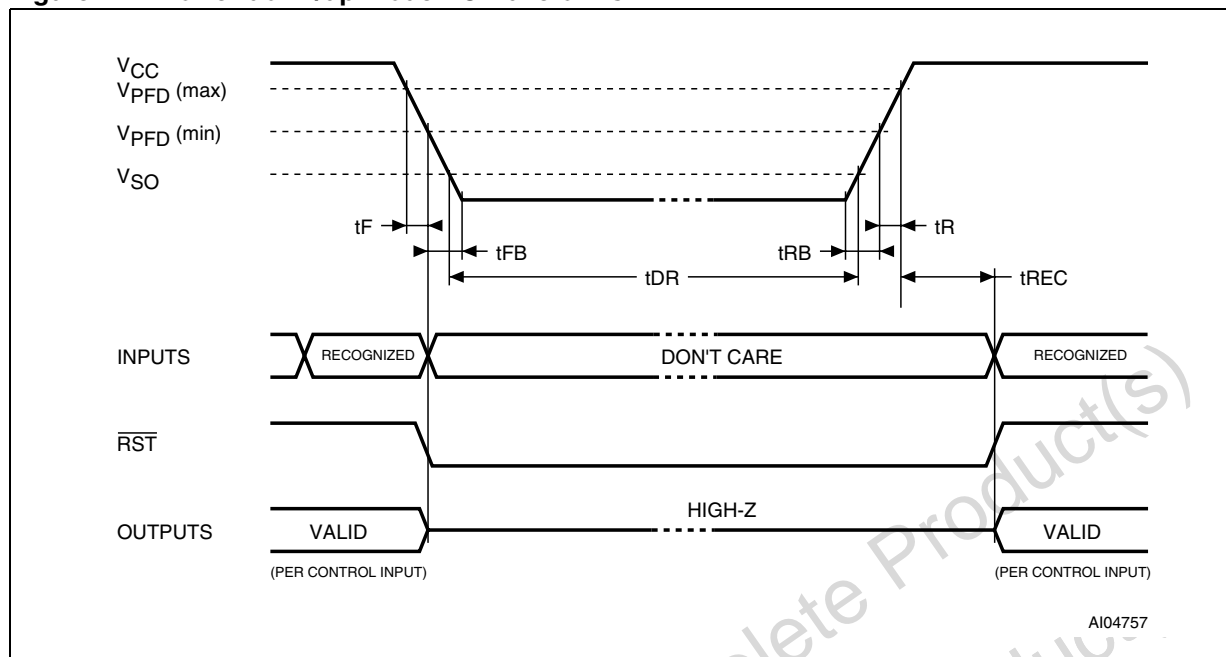 VCC
VPFD (max)
VPFD (min)
VSO
tF
tFB
tDR
tRB
tR
tREC
INPUTS
RECOGNIZED
DON'T CARE
RECOGNIZED
RST
HIGH-Z
OUTPUTS
VALID
VALID
(PER CONTROL INPUT)
(PER CONTROL INPUT)
AI04757
lete Product(s)